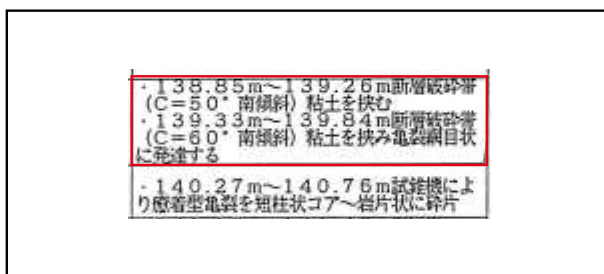 ・138.85m～139.26m断層破砕帯
(C=50°南傾斜)粘土を挟む
・139.33m～139.84m断層破砕帯
(C=60°南傾斜)粘土を挟み亀裂網目状
に発達する
・140.27m～140.76m試錐機によ
り癒着型亀裂を短柱状コア～岩片状に砕片